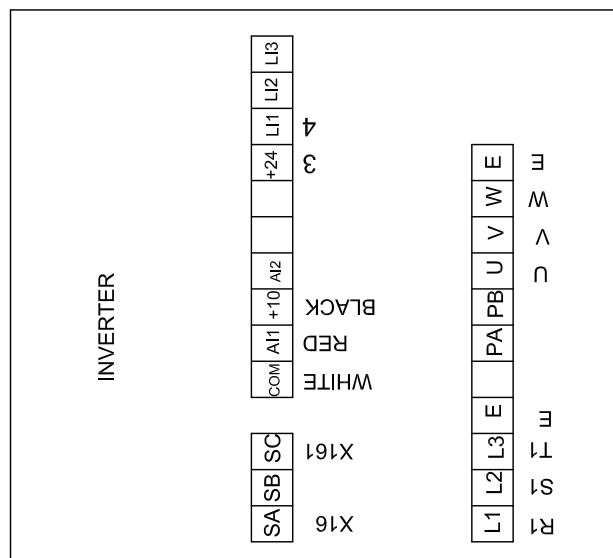 INVERTER
LI3
LI2
LI1 4
+24 3
AI2
+10 BLACK
AI1 RED
COM WHITE
SC X161
SB
SA X16
E E
W W
V V
U U
PB
PA
E E
L3 T1
L2 S1
L1 R1